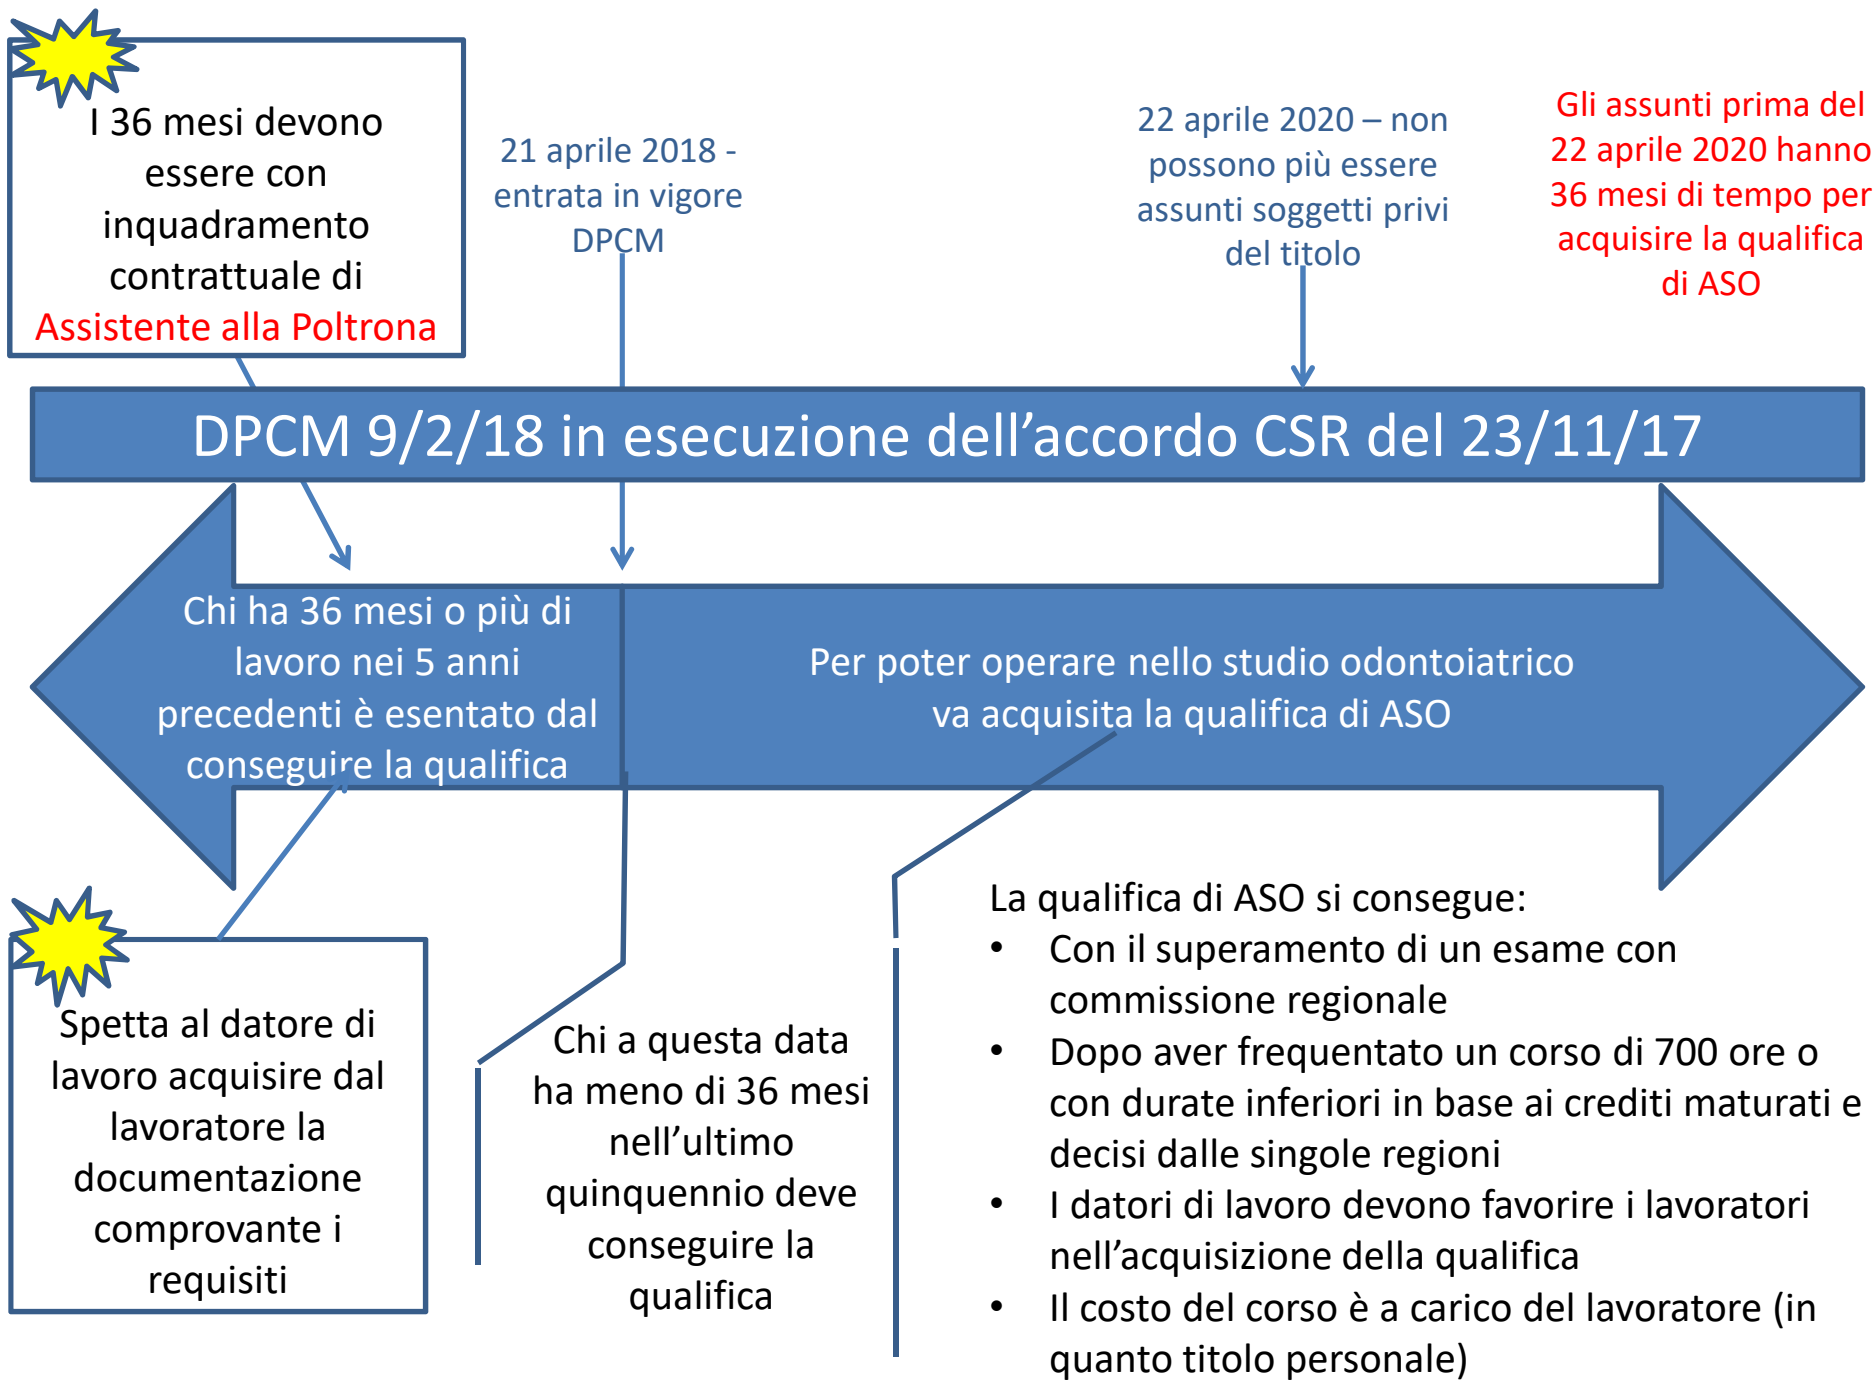 I 36 mesi devono
essere con
inquadramento
contrattuale di
Assistente alla Poltrona
21 aprile 2018 -
entrata in vigore
DPCM
22 aprile 2020 – non
possono più essere
assunti soggetti privi
del titolo
Gli assunti prima del
22 aprile 2020 hanno
36 mesi di tempo per
acquisire la qualifica
di ASO
DPCM 9/2/18 in esecuzione dell’accordo CSR del 23/11/17
Chi ha 36 mesi o più di
lavoro nei 5 anni
precedenti è esentato dal
conseguire la qualifica
Per poter operare nello studio odontoiatrico
va acquisita la qualifica di ASO
Spetta al datore di
lavoro acquisire dal
lavoratore la
documentazione
comprovante i
requisiti
Chi a questa data
ha meno di 36 mesi
nell’ultimo
quinquennio deve
conseguire la
qualifica
La qualifica di ASO si consegue:
• Con il superamento di un esame con
commissione regionale
• Dopo aver frequentato un corso di 700 ore o
con durate inferiori in base ai crediti maturati e
decisi dalle singole regioni
• I datori di lavoro devono favorire i lavoratori
nell’acquisizione della qualifica
• Il costo del corso è a carico del lavoratore (in
quanto titolo personale)